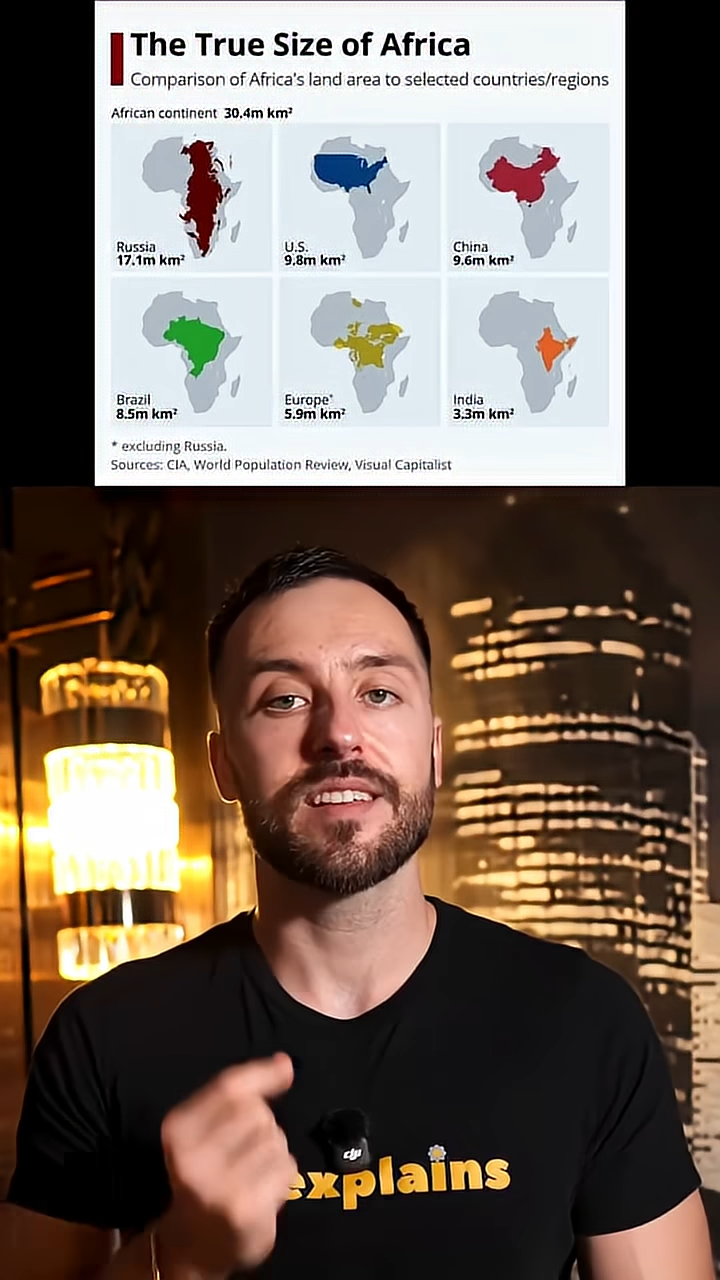 The True Size of Africa
Comparison of Africa's land area to selected countries/regions
African continent 30.4m km²
Russia
17.1m km²
U.S.
9.8m km²
China
9.6m km²
Brazil
8.5m km²
Europe*
5.9m km²
India
3.3m km²
* excluding Russia.
Sources: CIA, World Population Review, Visual Capitalist
dji
explains